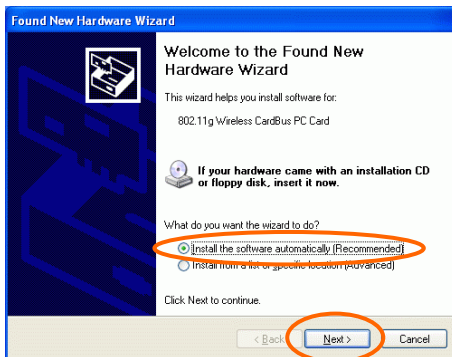 Found New Hardware Wizard
Welcome to the Found New
Hardware Wizard
This wizard helps you install software for:
802.11g Wireless CardBus PC Card
If your hardware came with an installation CD
or floppy disk, insert it now.
What do you want the wizard to do?
Install the software automatically (Recommended)
Install from a list or specific location (Advanced)
Click Next to continue.
< Back Next > Cancel